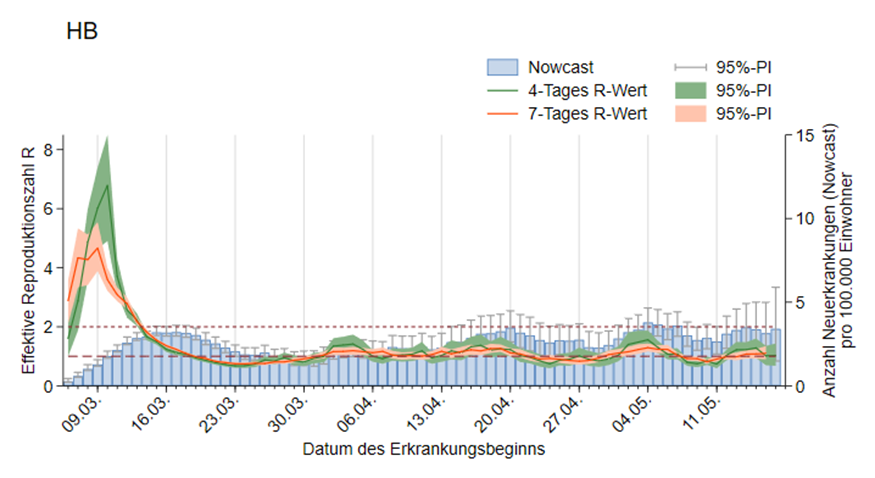 HB
Nowcast 95%-PI
4-Tages R-Wert 95%-PI
7-Tages R-Wert 95%-PI
Effektive Reproduktionszahl R
8
6
4
2
0
15
10
5
0
Anzahl Neuerkrankungen (Nowcast)
pro 100.000 Einwohner
09.03. 16.03. 23.03. 30.03. 06.04. 13.04. 20.04. 27.04. 04.05. 11.05.
Datum des Erkrankungsbeginns